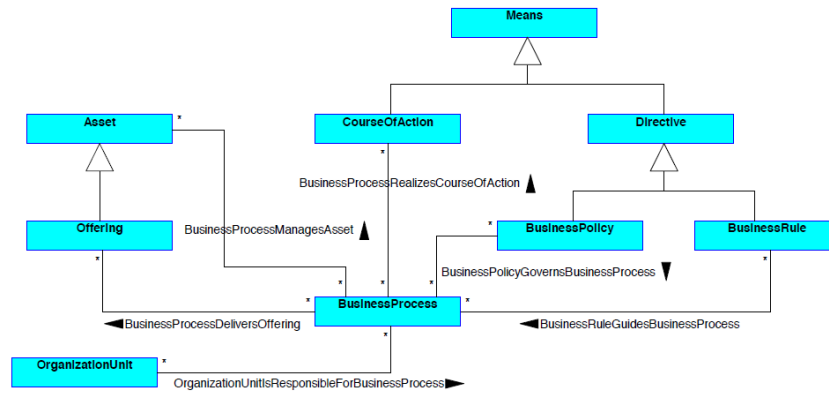 Means
Asset
*
CourseOfAction
Directive
*
BusinessProcessRealizesCourseOfAction
Offering
BusinessProcessManagesAsset
*
BusinessPolicy
BusinessRule
*
*
BusinessPolicyGovernsBusinessProcess
*
*
*
*
*
BusinessProcess
*
BusinessProcessDeliversOffering
BusinessRuleGuidesBusinessProcess
*
OrganizationUnit
*
OrganizationUnitIsResponsibleForBusinessProcess